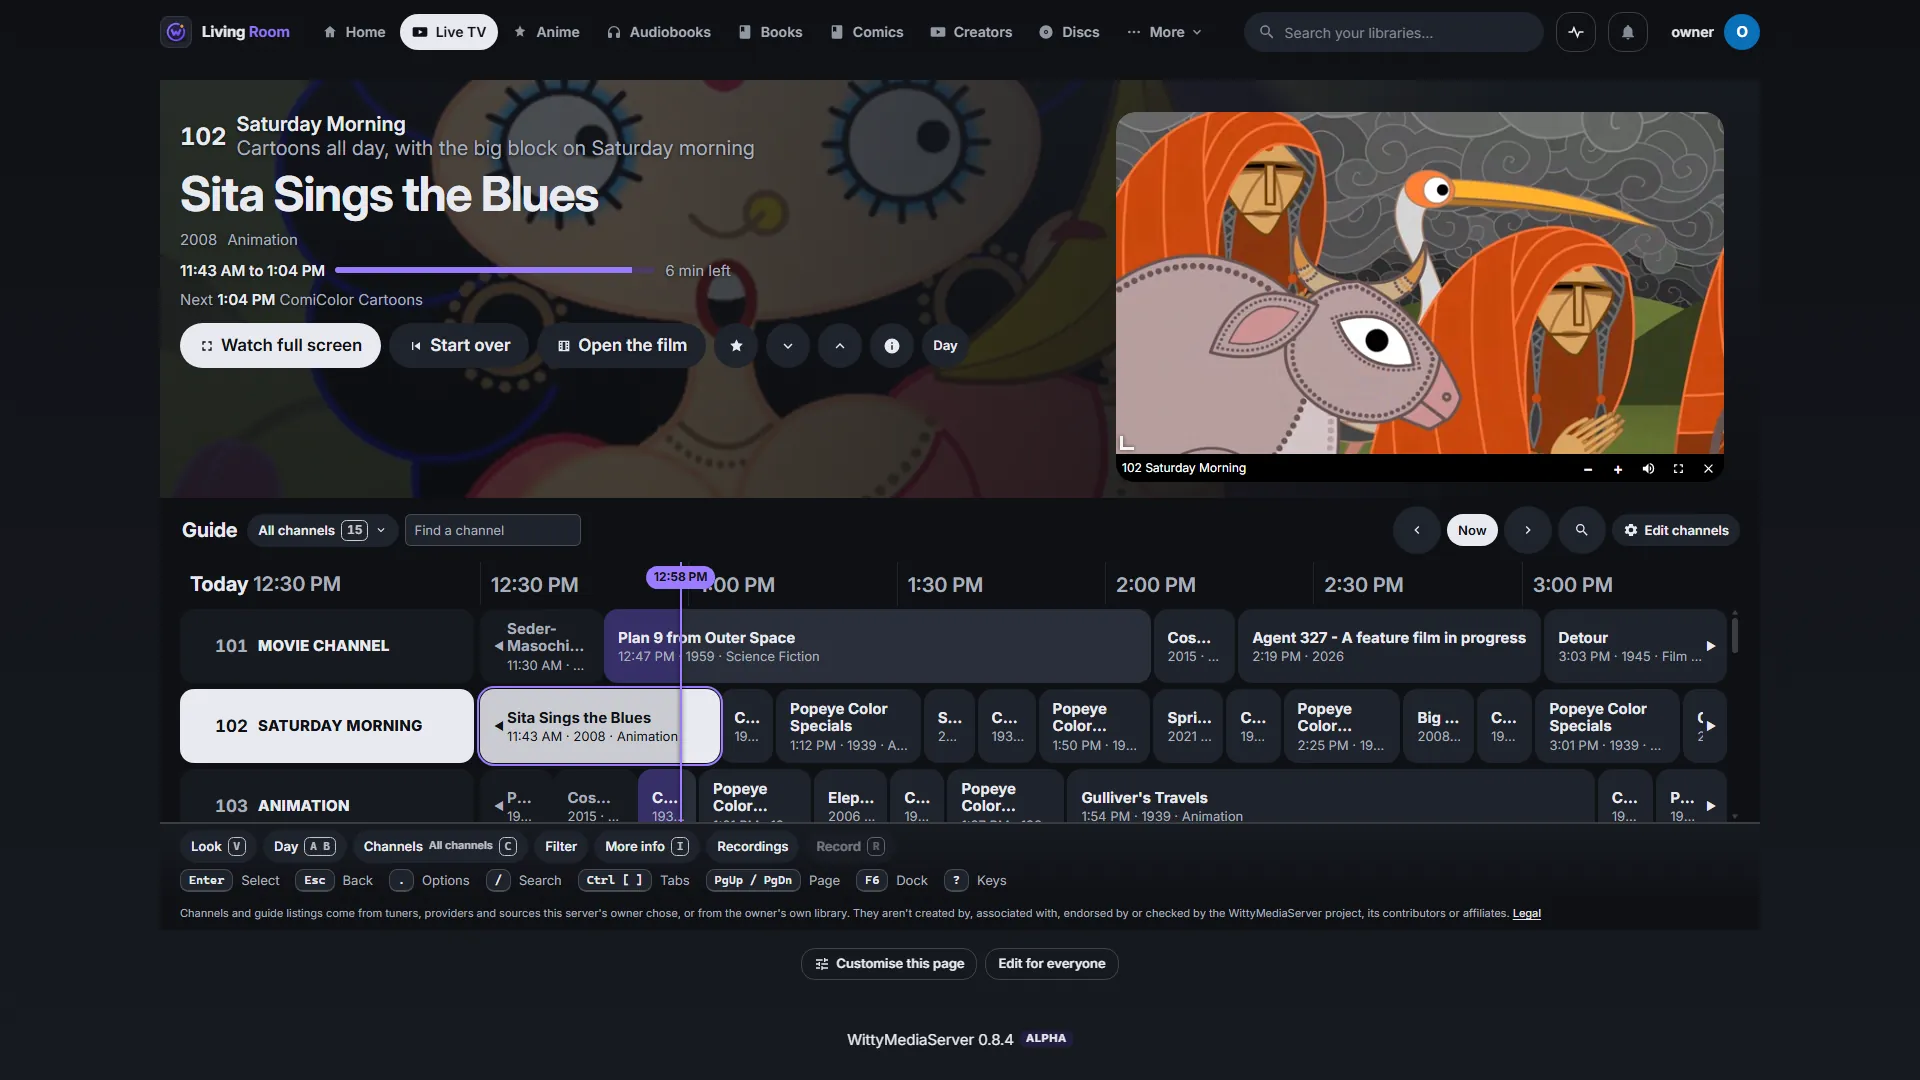 Living Room
Home
Live TV
Anime
Audiobooks
Books
Comics
Creators
Discs
More
Search your libraries...
owner
O
102
Saturday Morning
Cartoons all day, with the big block on Saturday morning
Sita Sings the Blues
2008 Animation
11:43 AM to 1:04 PM
6 min left
Next 1:04 PM ComiColor Cartoons
Watch full screen
Start over
Open the film
Day
102 Saturday Morning
Guide
All channels 15
Find a channel
Now
Edit channels
Today 12:30 PM
12:30 PM
12:58 PM
:00 PM
1:30 PM
2:00 PM
2:30 PM
3:00 PM
101 MOVIE CHANNEL
Seder-
Masochi...
11:30 AM · ...
Plan 9 from Outer Space
12:47 PM · 1959 · Science Fiction
Cos...
2015 · ...
Agent 327 - A feature film in progress
2:19 PM · 2026
Detour
3:03 PM · 1945 · Film ...
102 SATURDAY MORNING
Sita Sings the Blues
11:43 AM · 2008 · Animation
C...
19...
Popeye Color
Specials
1:12 PM · 1939 · A...
S...
2...
C...
193...
Popeye
Color...
1:50 PM · 19...
Spri...
2021 ...
C...
19...
Popeye
Color...
2:25 PM · 19...
Big ...
2008...
C...
19...
Popeye Color
Specials
3:01 PM · 1939 · ...
103 ANIMATION
P...
19...
Cos...
2015 · ...
C...
193...
Popeye
Color...
Elep...
2006 ...
C...
19...
Popeye
Color...
Gulliver's Travels
1:54 PM · 1939 · Animation
C...
19...
P...
19...
Look V
Day A B
Channels All channels C
Filter
More info I
Recordings
Record R
Enter Select
Esc Back
. Options
/ Search
Ctrl [ ] Tabs
PgUp / PgDn Page
F6 Dock
? Keys
Channels and guide listings come from tuners, providers and sources this server's owner chose, or from the owner's own library. They aren't created by, associated with, endorsed by or checked by the WittyMediaServer project, its contributors or affiliates. Legal
Customise this page
Edit for everyone
WittyMediaServer 0.8.4 ALPHA